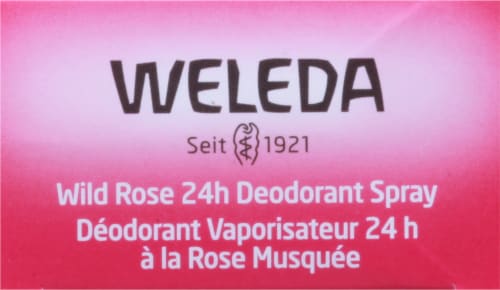 WELEDA
Seit 1921
Wild Rose 24h Deodorant Spray
Déodorant Vaporisateur 24 h
à la Rose Musquée